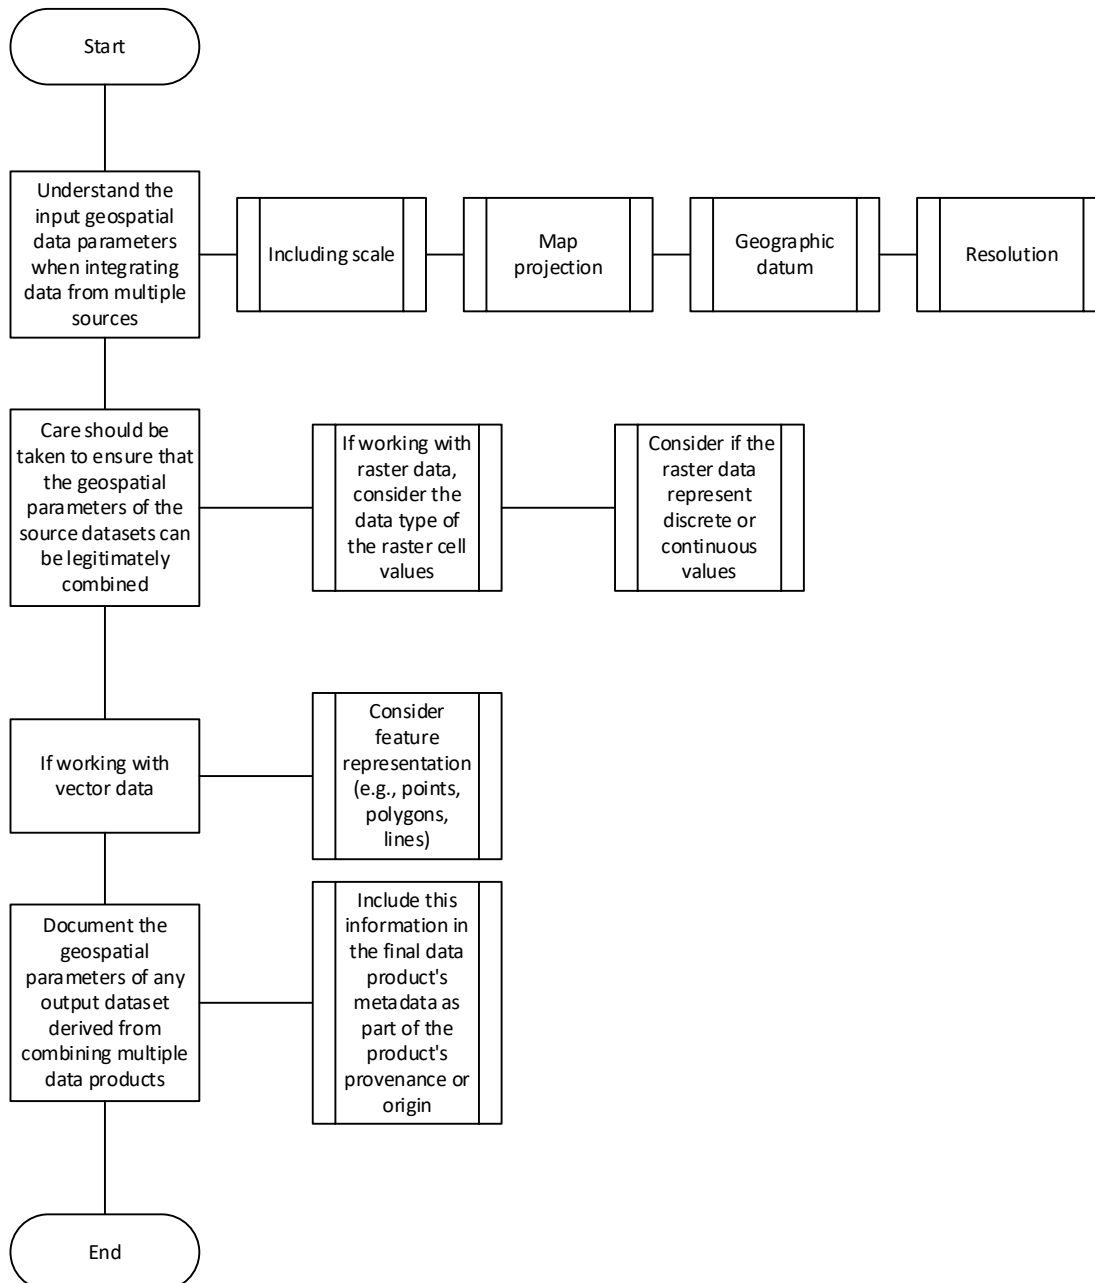 Start
Understand the
input geospatial
data parameters
when integrating
data from multiple
sources
Including scale
Map
projection
Geographic
datum
Resolution
Care should be
taken to ensure that
the geospatial
parameters of the
source datasets can
be legitimately
combined
If working with
raster data,
consider the
data type of
the raster cell
values
Consider if the
raster data
represent
discrete or
continuous
values
If working with
vector data
Consider
feature
representation
(e.g., points,
polygons,
lines)
Document the
geospatial
parameters of any
output dataset
derived from
combining multiple
data products
Include this
information in
the final data
product's
metadata as
part of the
product's
provenance or
origin
End